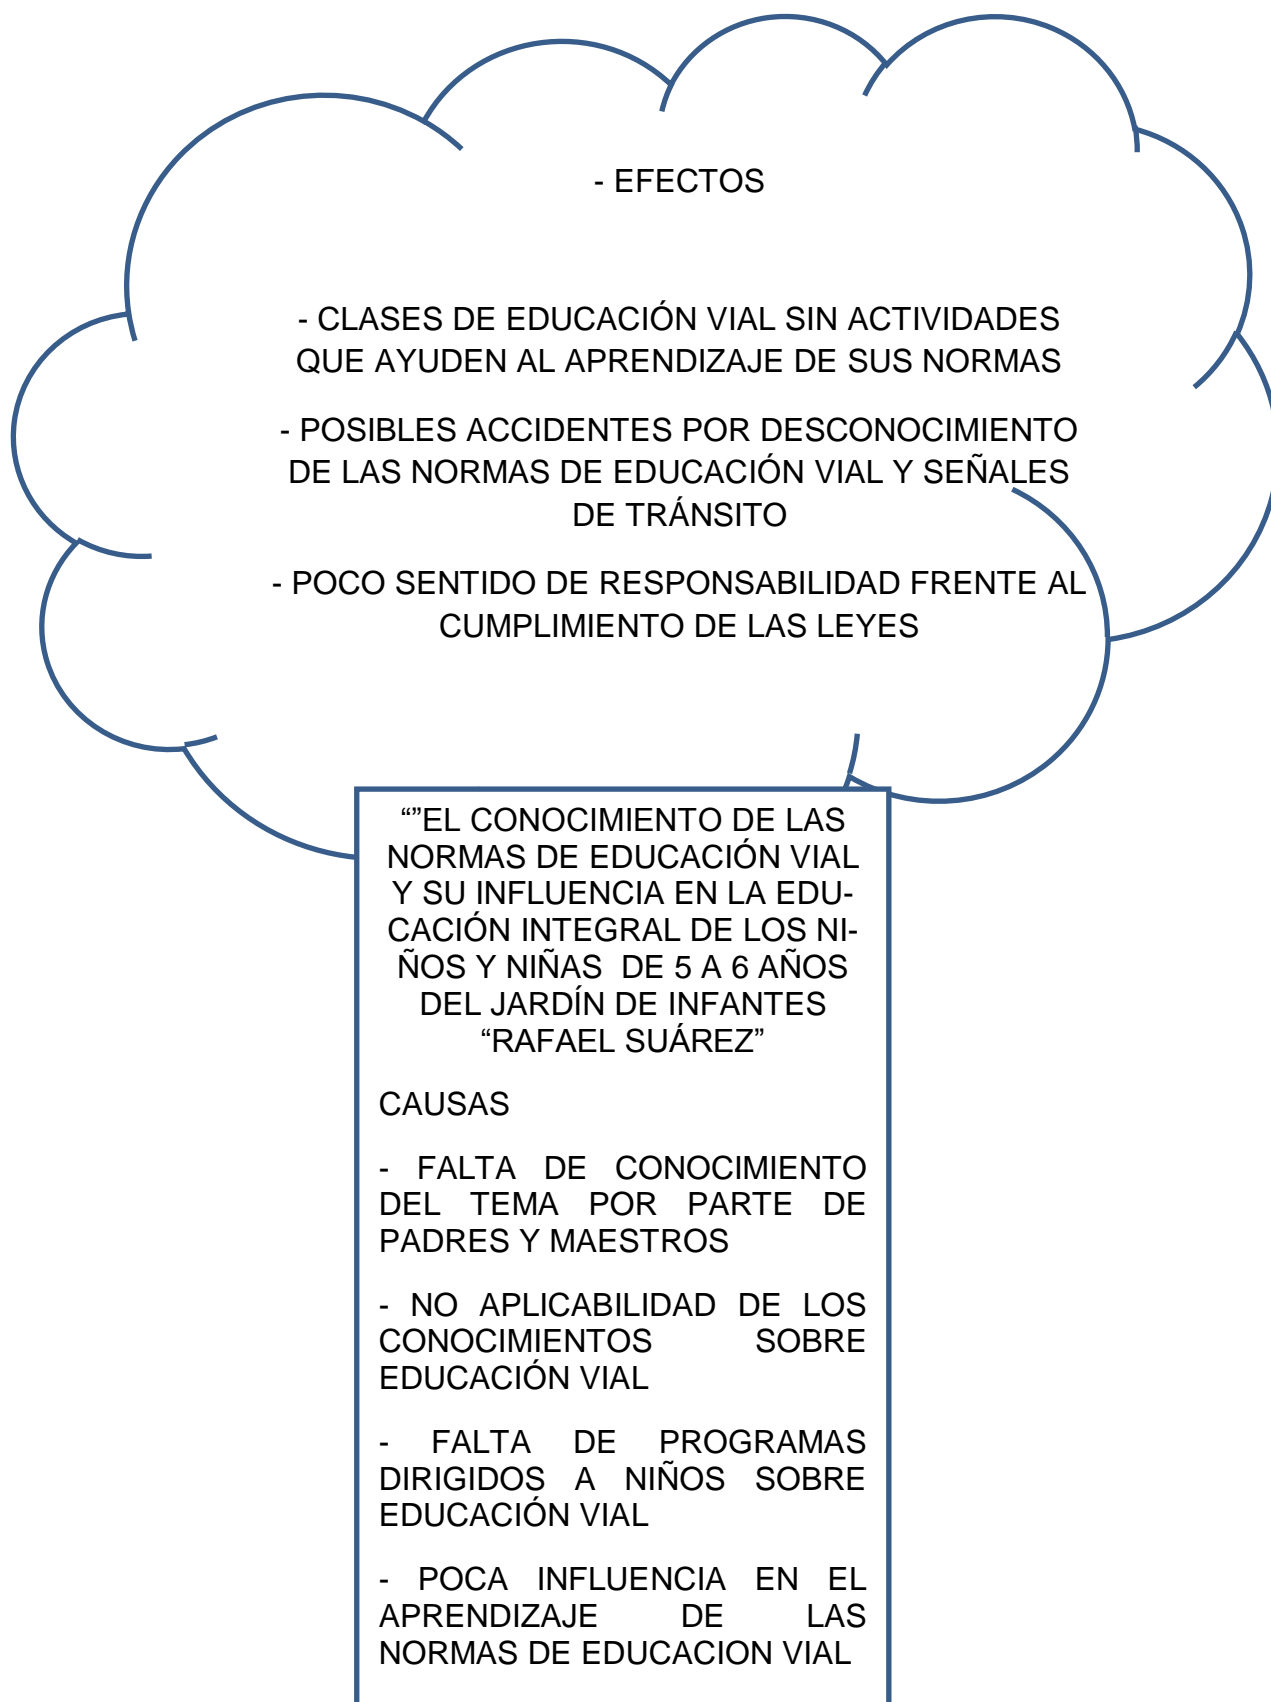 - EFECTOS
- CLASES DE EDUCACIÓN VIAL SIN ACTIVIDADES
QUE AYUDEN AL APRENDIZAJE DE SUS NORMAS
- POSIBLES ACCIDENTES POR DESCONOCIMIENTO
DE LAS NORMAS DE EDUCACIÓN VIAL Y SEÑALES
DE TRÁNSITO
- POCO SENTIDO DE RESPONSABILIDAD FRENTE AL
CUMPLIMIENTO DE LAS LEYES
“”EL CONOCIMIENTO DE LAS
NORMAS DE EDUCACIÓN VIAL
Y SU INFLUENCIA EN LA EDU-
CACIÓN INTEGRAL DE LOS NI-
ÑOS Y NIÑAS DE 5 A 6 AÑOS
DEL JARDÍN DE INFANTES
“RAFAEL SUÁREZ”
CAUSAS
- FALTA DE CONOCIMIENTO
DEL TEMA POR PARTE DE
PADRES Y MAESTROS
- NO APLICABILIDAD DE LOS
CONOCIMIENTOS SOBRE
EDUCACIÓN VIAL
- FALTA DE PROGRAMAS
DIRIGIDOS A NIÑOS SOBRE
EDUCACIÓN VIAL
- POCA INFLUENCIA EN EL
APRENDIZAJE DE LAS
NORMAS DE EDUCACION VIAL